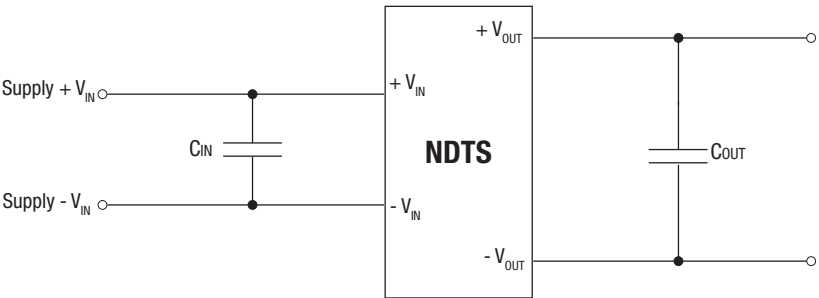 + VOUT
Supply + VIN
+ VIN
CIN
NDTS
COUT
Supply - VIN
- VIN
- VOUT